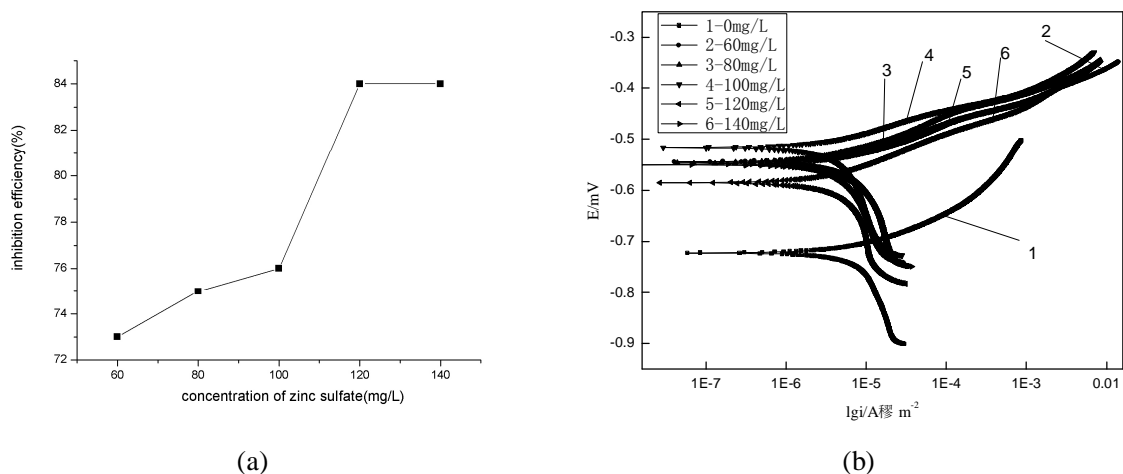 84
82
80
78
76
74
72
inhibition efficiency(%)
60
80
100
120
140
concentration of zinc sulfate(mg/L)
(a)
1-0mg/L
2-60mg/L
3-80mg/L
4-100mg/L
5-120mg/L
6-140mg/L
-0.3
-0.4
-0.5
-0.6
-0.7
-0.8
-0.9
E/mV
3
4
5
6
2
1
1E-7
1E-6
1E-5
1E-4
1E-3
0.01
lgi/A穋 m-2
(b)